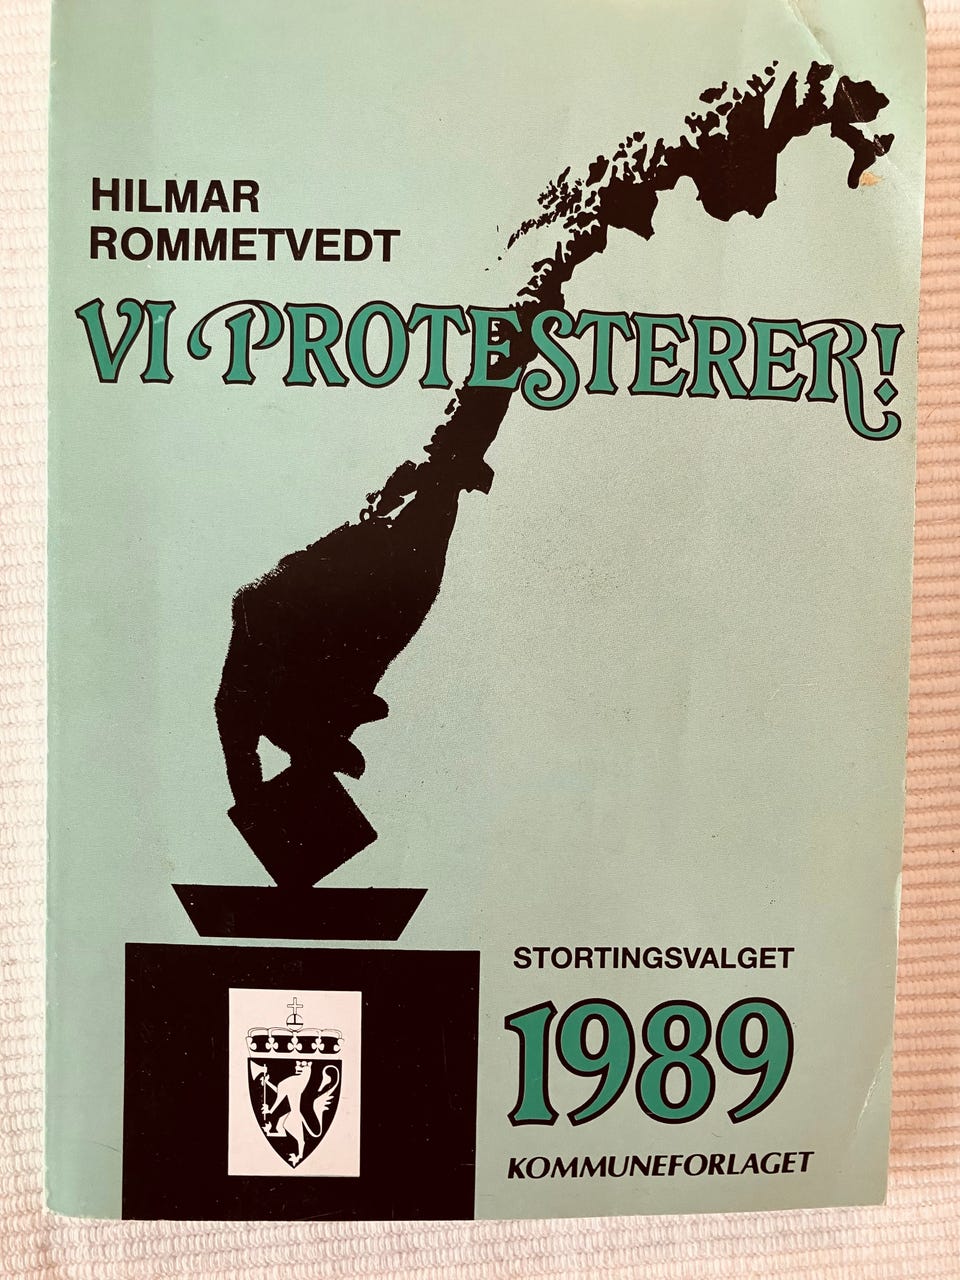 HILMAR
ROMMETVEDT
VI PROTESTERER!
STORTINGSVALGET
1989
KOMMUNEFORLAGET